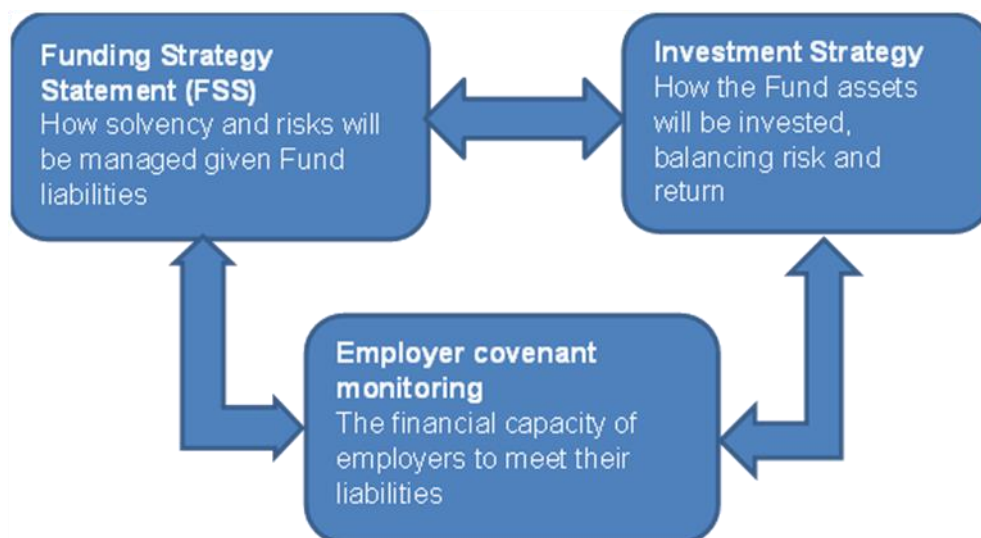 Funding Strategy
Statement (FSS)
How solvency and risks will
be managed given Fund
liabilities
Investment Strategy
How the Fund assets
will be invested,
balancing risk and
return
Employer covenant
monitoring
The financial capacity of
employers to meet their
liabilities